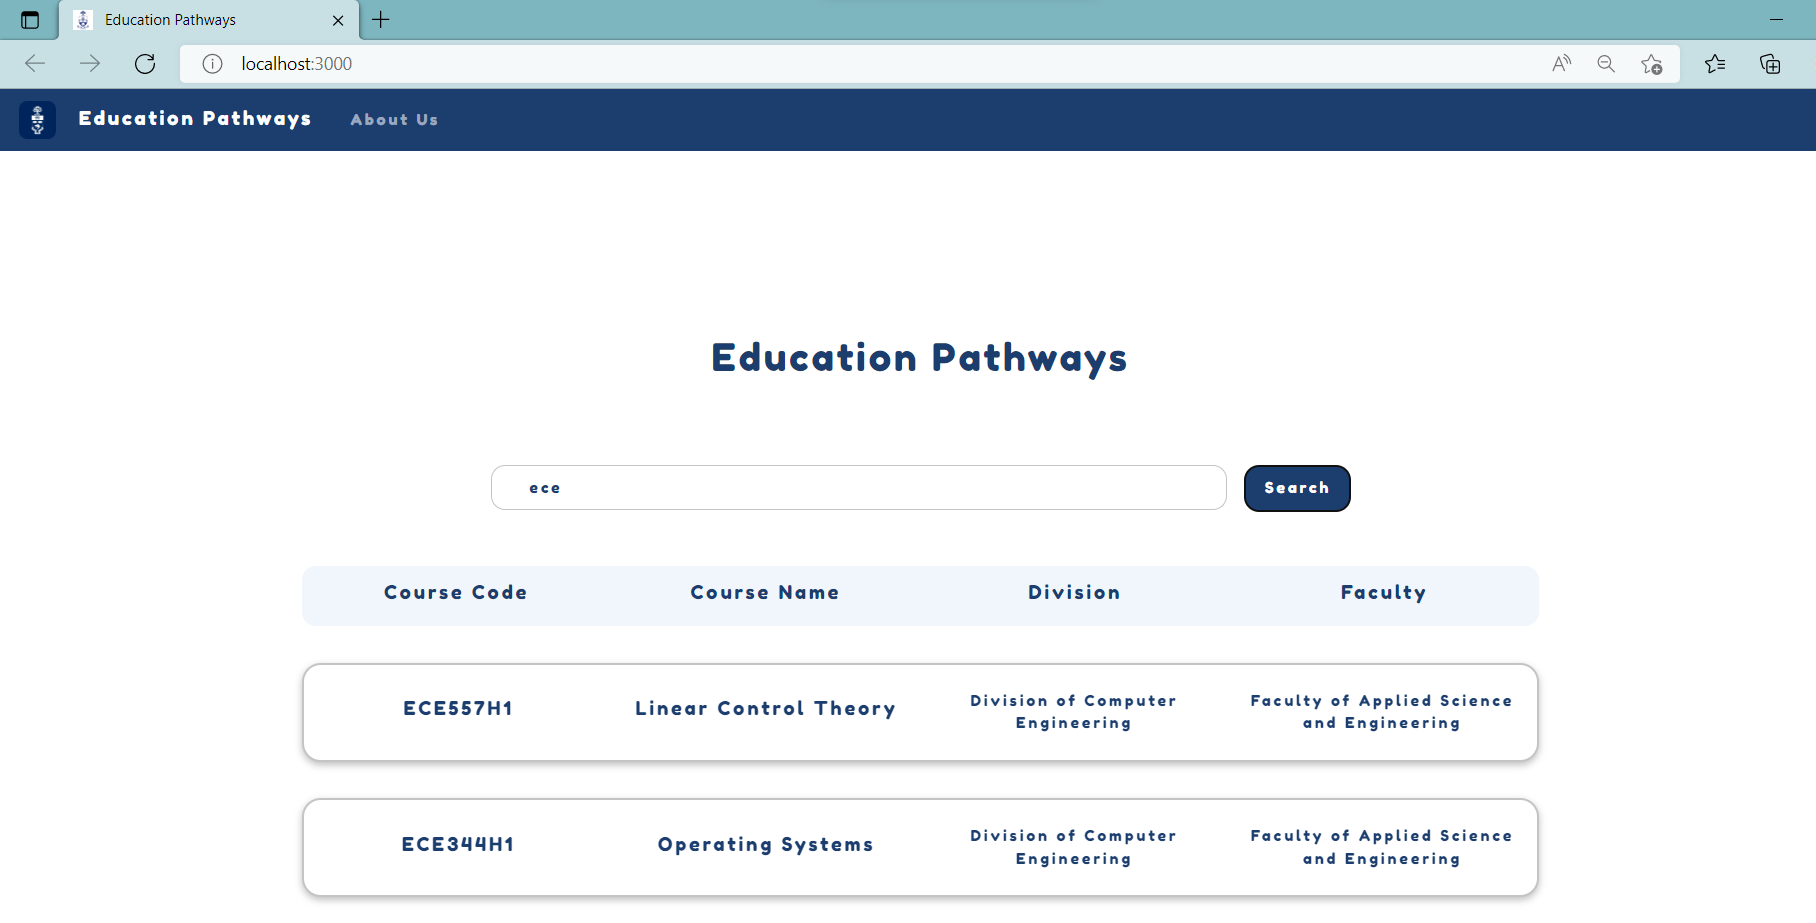 Education Pathways
localhost:3000
Education Pathways About Us
Education Pathways
ece Search
Course Code Course Name Division Faculty
ECE557H1 Linear Control Theory Division of Computer Engineering Faculty of Applied Science and Engineering
ECE344H1 Operating Systems Division of Computer Engineering Faculty of Applied Science and Engineering